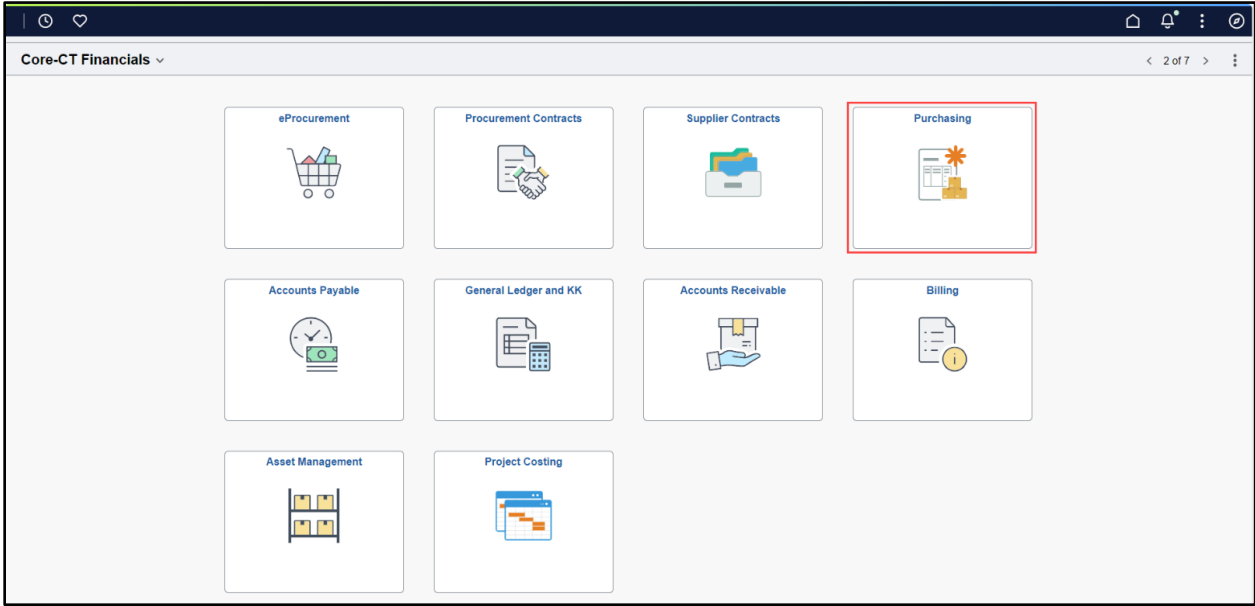 Core-CT Financials
2 of 7
eProcurement
Procurement Contracts
Supplier Contracts
Purchasing
Accounts Payable
General Ledger and KK
Accounts Receivable
Billing
Asset Management
Project Costing